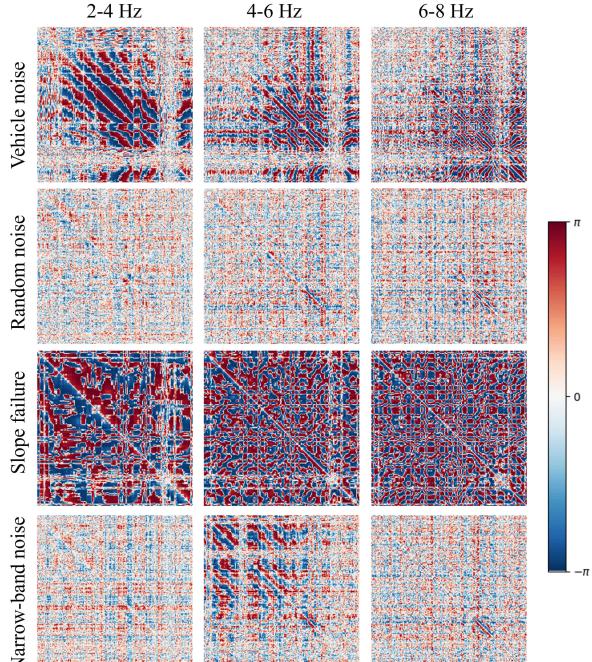 2-4 Hz 4-6 Hz 6-8 Hz
Vehicle noise
Random noise
Slope failure
Narrow-band noise
π
0
−π